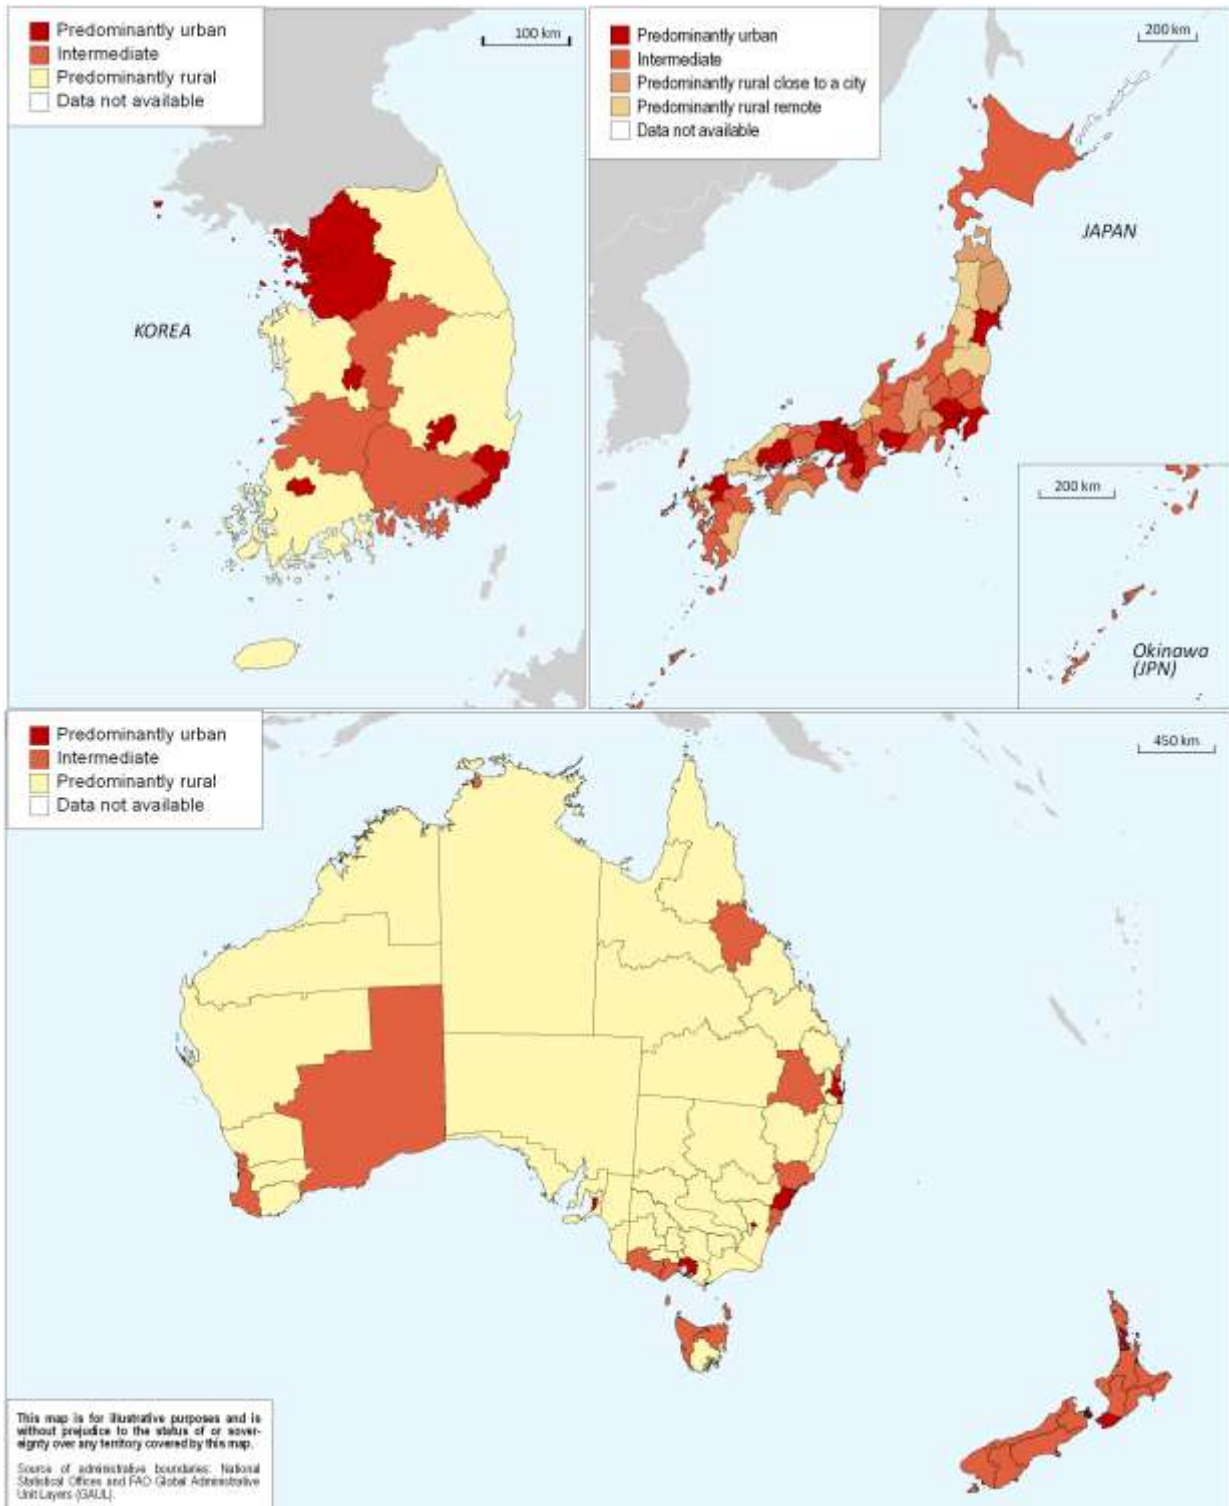 Predominantly urban
Intermediate
Predominantly rural
Data not available
100 km
KOREA
Predominantly urban
Intermediate
Predominantly rural close to a city
Predominantly rural remote
Data not available
200 km
JAPAN
200 km
Okinawa
(JPN)
Predominantly urban
Intermediate
Predominantly rural
Data not available
450 km
This map is for illustrative purposes and is
without prejudice to the status of or sover-
eignty over any territory covered by this map.
Source of administrative boundaries: National
Statistical Offices and FAO Global Administrative
Unit Layers (GAUL).